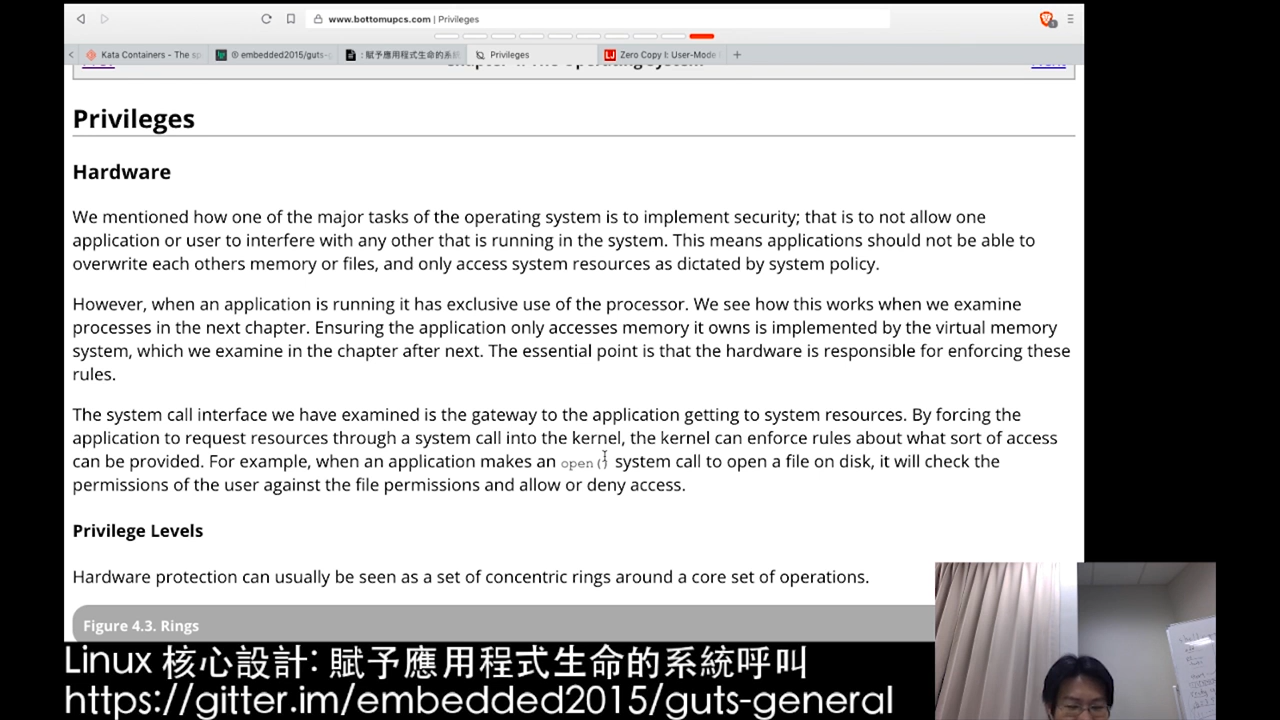 www.bottomupcs.com | Privileges
Kata Containers - The sp
embedded2015/guts-
: 賦予應用程式生命的系統
Privileges
Zero Copy I: User-Mode
Privileges
Hardware
We mentioned how one of the major tasks of the operating system is to implement security; that is to not allow one
application or user to interfere with any other that is running in the system. This means applications should not be able to
overwrite each others memory or files, and only access system resources as dictated by system policy.
However, when an application is running it has exclusive use of the processor. We see how this works when we examine
processes in the next chapter. Ensuring the application only accesses memory it owns is implemented by the virtual memory
system, which we examine in the chapter after next. The essential point is that the hardware is responsible for enforcing these
rules.
The system call interface we have examined is the gateway to the application getting to system resources. By forcing the
application to request resources through a system call into the kernel, the kernel can enforce rules about what sort of access
can be provided. For example, when an application makes an open() system call to open a file on disk, it will check the
permissions of the user against the file permissions and allow or deny access.
Privilege Levels
Hardware protection can usually be seen as a set of concentric rings around a core set of operations.
Figure 4.3. Rings
Linux 核心設計: 賦予應用程式生命的系統呼叫
https://gitter.im/embedded2015/guts-general